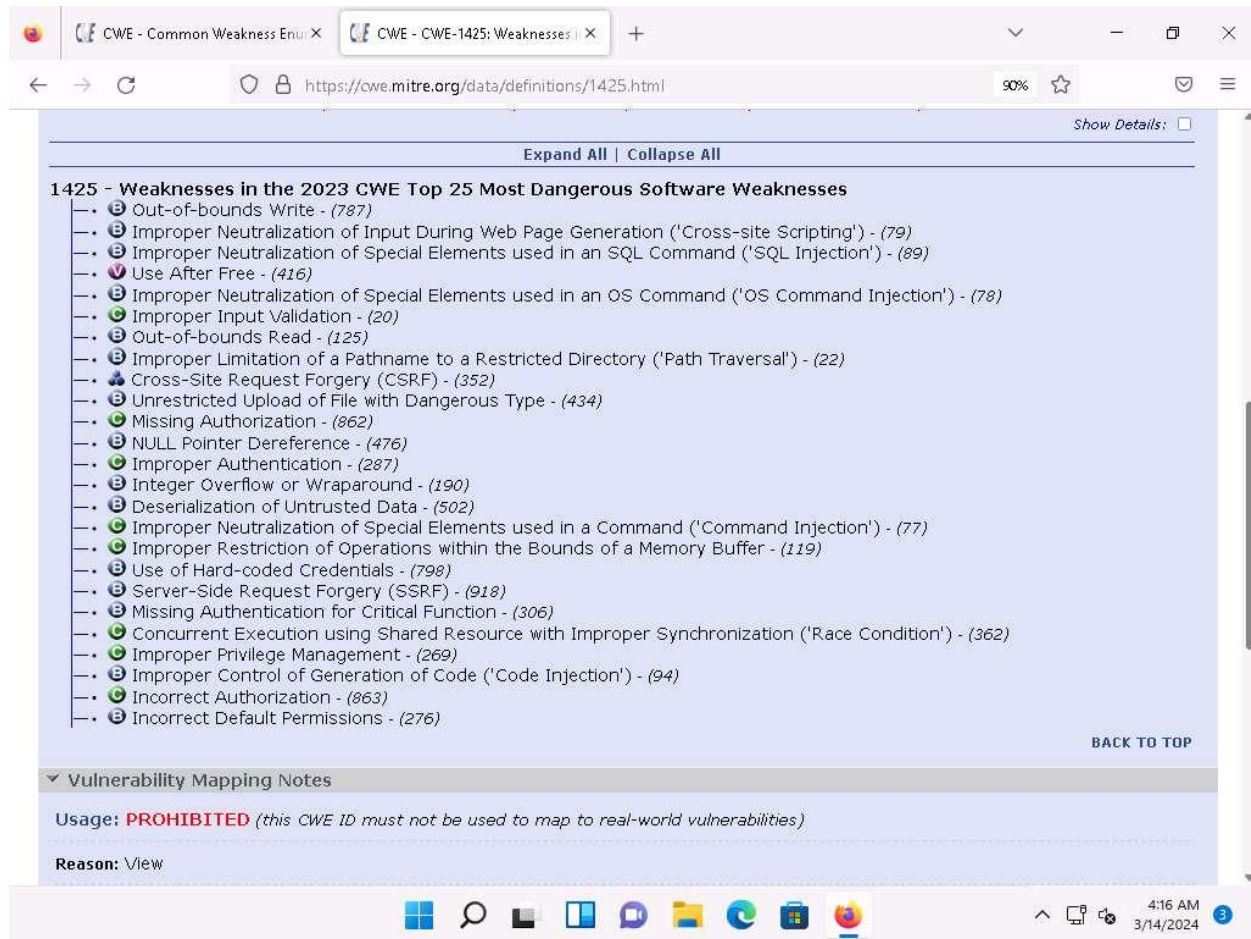 CWE - Common Weakness Enu
CWE - CWE-1425: Weaknesses i
https://cwe.mitre.org/data/definitions/1425.html
90%
Show Details:
Expand All | Collapse All
1425 - Weaknesses in the 2023 CWE Top 25 Most Dangerous Software Weaknesses
B Out-of-bounds Write - (787)
B Improper Neutralization of Input During Web Page Generation ('Cross-site Scripting') - (79)
B Improper Neutralization of Special Elements used in an SQL Command ('SQL Injection') - (89)
V Use After Free - (416)
B Improper Neutralization of Special Elements used in an OS Command ('OS Command Injection') - (78)
C Improper Input Validation - (20)
B Out-of-bounds Read - (125)
B Improper Limitation of a Pathname to a Restricted Directory ('Path Traversal') - (22)
Cross-Site Request Forgery (CSRF) - (352)
B Unrestricted Upload of File with Dangerous Type - (434)
C Missing Authorization - (862)
B NULL Pointer Dereference - (476)
C Improper Authentication - (287)
B Integer Overflow or Wraparound - (190)
B Deserialization of Untrusted Data - (502)
C Improper Neutralization of Special Elements used in a Command ('Command Injection') - (77)
C Improper Restriction of Operations within the Bounds of a Memory Buffer - (119)
B Use of Hard-coded Credentials - (798)
B Server-Side Request Forgery (SSRF) - (918)
B Missing Authentication for Critical Function - (306)
C Concurrent Execution using Shared Resource with Improper Synchronization ('Race Condition') - (362)
C Improper Privilege Management - (269)
B Improper Control of Generation of Code ('Code Injection') - (94)
C Incorrect Authorization - (863)
B Incorrect Default Permissions - (276)
BACK TO TOP
Vulnerability Mapping Notes
Usage: PROHIBITED (this CWE ID must not be used to map to real-world vulnerabilities)
Reason: View
4:16 AM
3/14/2024
3